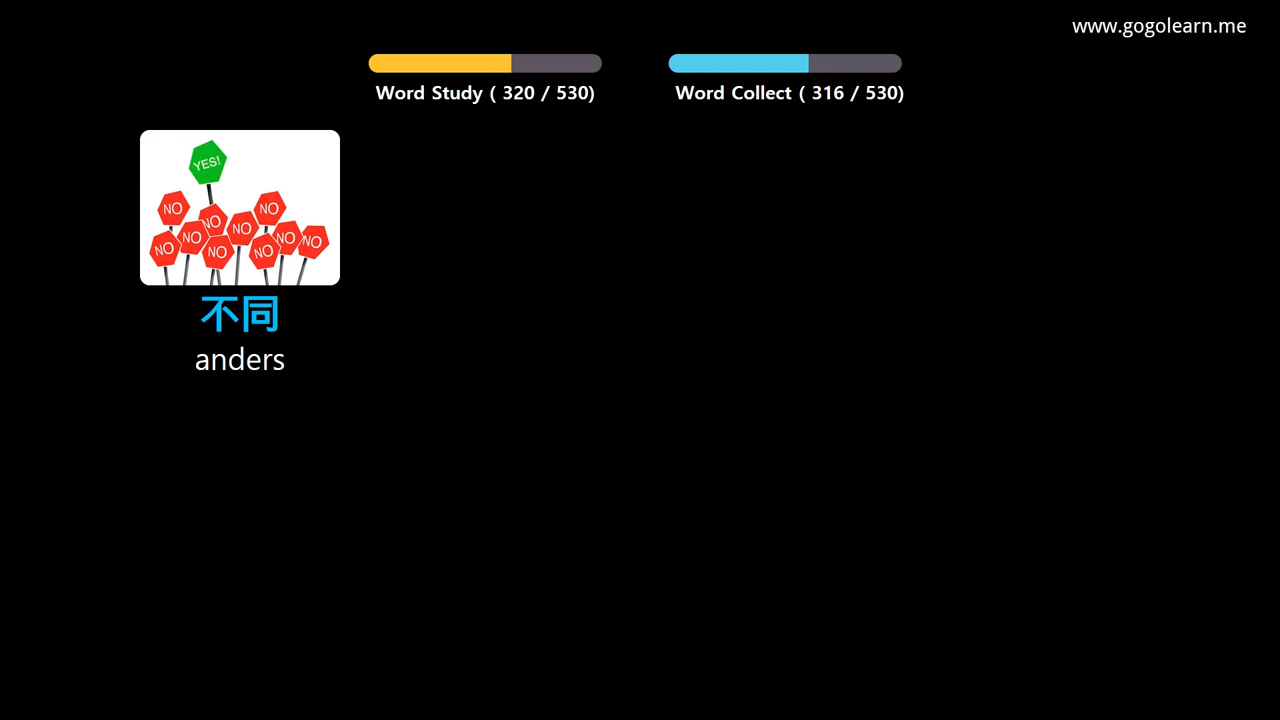 www.gogolearn.me
Word Study ( 320 / 530)
Word Collect ( 316 / 530)
YES!
NO
NO
NO
NO
NO
NO
NO
NO
NO
NO
不同
anders